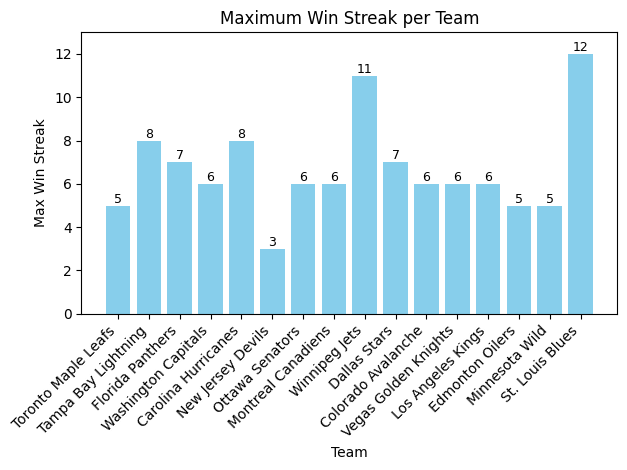 Maximum Win Streak per Team
Max Win Streak
12
10
8
6
4
2
0
5
8
7
6
8
3
6
6
11
7
6
6
6
5
5
12
Toronto Maple Leafs
Tampa Bay Lightning
Florida Panthers
Washington Capitals
Carolina Hurricanes
New Jersey Devils
Ottawa Senators
Montreal Canadiens
Winnipeg Jets
Dallas Stars
Colorado Avalanche
Vegas Golden Knights
Los Angeles Kings
Edmonton Oilers
Minnesota Wild
St. Louis Blues
Team